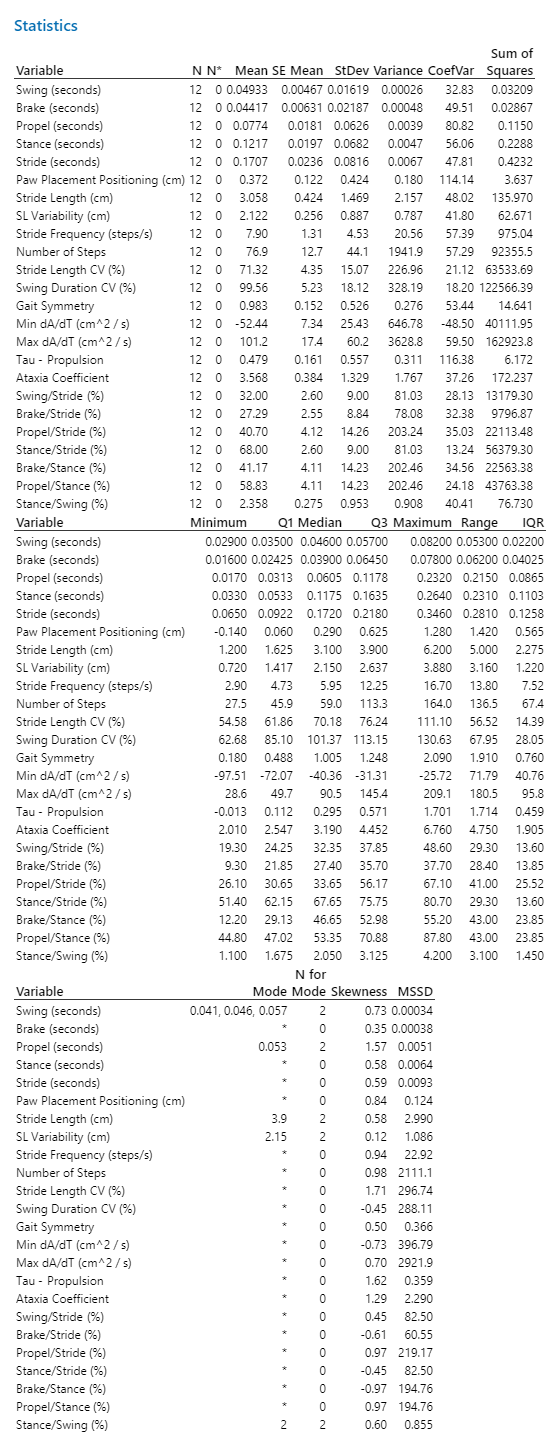 Statistics
Sum of
Variable N N* Mean SE Mean StDev Variance CoefVar Squares
Swing (seconds) 12 0 0.04933 0.00467 0.01619 0.00026 32.83 0.03209
Brake (seconds) 12 0 0.04417 0.00631 0.02187 0.00048 49.51 0.02867
Propel (seconds) 12 0 0.0774 0.0181 0.0626 0.0039 80.82 0.1150
Stance (seconds) 12 0 0.1217 0.0197 0.0682 0.0047 56.06 0.2288
Stride (seconds) 12 0 0.1707 0.0236 0.0816 0.0067 47.81 0.4232
Paw Placement Positioning (cm) 12 0 0.372 0.122 0.424 0.180 114.14 3.637
Stride Length (cm) 12 0 3.058 0.424 1.469 2.157 48.02 135.970
SL Variability (cm) 12 0 2.122 0.256 0.887 0.787 41.80 62.671
Stride Frequency (steps/s) 12 0 7.90 1.31 4.53 20.56 57.39 975.04
Number of Steps 12 0 76.9 12.7 44.1 1941.9 57.29 92355.5
Stride Length CV (%) 12 0 71.32 4.35 15.07 226.96 21.12 63533.69
Swing Duration CV (%) 12 0 99.56 5.23 18.12 328.19 18.20 122566.39
Gait Symmetry 12 0 0.983 0.152 0.526 0.276 53.44 14.641
Min dA/dT (cm^2 / s) 12 0 -52.44 7.34 25.43 646.78 -48.50 40111.95
Max dA/dT (cm^2 / s) 12 0 101.2 17.4 60.2 3628.8 59.50 162923.8
Tau - Propulsion 12 0 0.479 0.161 0.557 0.311 116.38 6.172
Ataxia Coefficient 12 0 3.568 0.384 1.329 1.767 37.26 172.237
Swing/Stride (%) 12 0 32.00 2.60 9.00 81.03 28.13 13179.30
Brake/Stride (%) 12 0 27.29 2.55 8.84 78.08 32.38 9796.87
Propel/Stride (%) 12 0 40.70 4.12 14.26 203.24 35.03 22113.48
Stance/Stride (%) 12 0 68.00 2.60 9.00 81.03 13.24 56379.30
Brake/Stance (%) 12 0 41.17 4.11 14.23 202.46 34.56 22563.38
Propel/Stance (%) 12 0 58.83 4.11 14.23 202.46 24.18 43763.38
Stance/Swing (%) 12 0 2.358 0.275 0.953 0.908 40.41 76.730
Variable Minimum Q1 Median Q3 Maximum Range IQR
Swing (seconds) 0.02900 0.03500 0.04600 0.05700 0.08200 0.05300 0.02200
Brake (seconds) 0.01600 0.02425 0.03900 0.06450 0.07800 0.06200 0.04025
Propel (seconds) 0.0170 0.0313 0.0605 0.1178 0.2320 0.2150 0.0865
Stance (seconds) 0.0330 0.0533 0.1175 0.1635 0.2640 0.2310 0.1103
Stride (seconds) 0.0650 0.0922 0.1720 0.2180 0.3460 0.2810 0.1258
Paw Placement Positioning (cm) -0.140 0.060 0.290 0.625 1.280 1.420 0.565
Stride Length (cm) 1.200 1.625 3.100 3.900 6.200 5.000 2.275
SL Variability (cm) 0.720 1.417 2.150 2.637 3.880 3.160 1.220
Stride Frequency (steps/s) 2.90 4.73 5.95 12.25 16.70 13.80 7.52
Number of Steps 27.5 45.9 59.0 113.3 164.0 136.5 67.4
Stride Length CV (%) 54.58 61.86 70.18 76.24 111.10 56.52 14.39
Swing Duration CV (%) 62.68 85.10 101.37 113.15 130.63 67.95 28.05
Gait Symmetry 0.180 0.488 1.005 1.248 2.090 1.910 0.760
Min dA/dT (cm^2 / s) -97.51 -72.07 -40.36 -31.31 -25.72 71.79 40.76
Max dA/dT (cm^2 / s) 28.6 49.7 90.5 145.4 209.1 180.5 95.8
Tau - Propulsion -0.013 0.112 0.295 0.571 1.701 1.714 0.459
Ataxia Coefficient 2.010 2.547 3.190 4.452 6.760 4.750 1.905
Swing/Stride (%) 19.30 24.25 32.35 37.85 48.60 29.30 13.60
Brake/Stride (%) 9.30 21.85 27.40 35.70 37.70 28.40 13.85
Propel/Stride (%) 26.10 30.65 33.65 56.17 67.10 41.00 25.52
Stance/Stride (%) 51.40 62.15 67.65 75.75 80.70 29.30 13.60
Brake/Stance (%) 12.20 29.13 46.65 52.98 55.20 43.00 23.85
Propel/Stance (%) 44.80 47.02 53.35 70.88 87.80 43.00 23.85
Stance/Swing (%) 1.100 1.675 2.050 3.125 4.200 3.100 1.450
N for
Variable Mode Mode Skewness MSSD
Swing (seconds) 0.041, 0.046, 0.057 2 0.73 0.00034
Brake (seconds) * 0 0.35 0.00038
Propel (seconds) 0.053 2 1.57 0.0051
Stance (seconds) * 0 0.58 0.0064
Stride (seconds) * 0 0.59 0.0093
Paw Placement Positioning (cm) * 0 0.84 0.124
Stride Length (cm) 3.9 2 0.58 2.990
SL Variability (cm) 2.15 2 0.12 1.086
Stride Frequency (steps/s) * 0 0.94 22.92
Number of Steps * 0 0.98 2111.1
Stride Length CV (%) * 0 1.71 296.74
Swing Duration CV (%) * 0 -0.45 288.11
Gait Symmetry * 0 0.50 0.366
Min dA/dT (cm^2 / s) * 0 -0.73 396.79
Max dA/dT (cm^2 / s) * 0 0.70 2921.9
Tau - Propulsion * 0 1.62 0.359
Ataxia Coefficient * 0 1.29 2.290
Swing/Stride (%) * 0 0.45 82.50
Brake/Stride (%) * 0 -0.61 60.55
Propel/Stride (%) * 0 0.97 219.17
Stance/Stride (%) * 0 -0.45 82.50
Brake/Stance (%) * 0 -0.97 194.76
Propel/Stance (%) * 0 0.97 194.76
Stance/Swing (%) 2 2 0.60 0.855